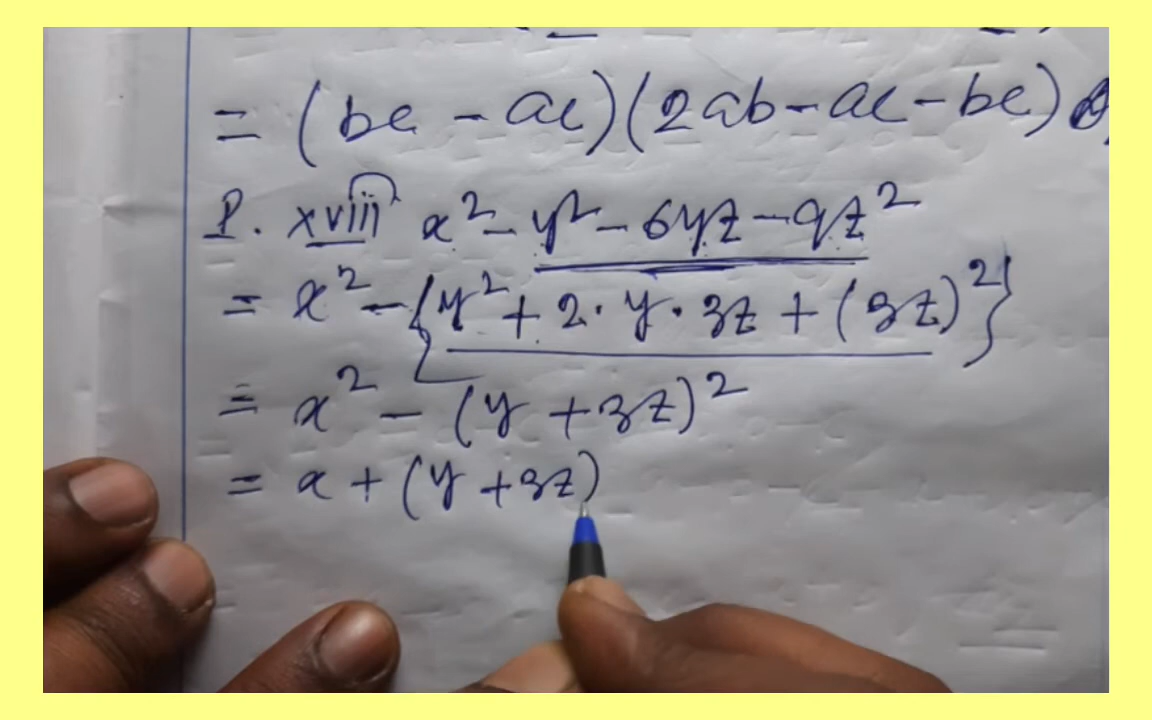 = (bc - ac)(2ab - ac - bc)
P. xviii x² - y² - 6yz - 9z²
= x² - {y² + 2·y·3z + (3z)²}
= x² - (y + 3z)²
= x + (y + 3z)